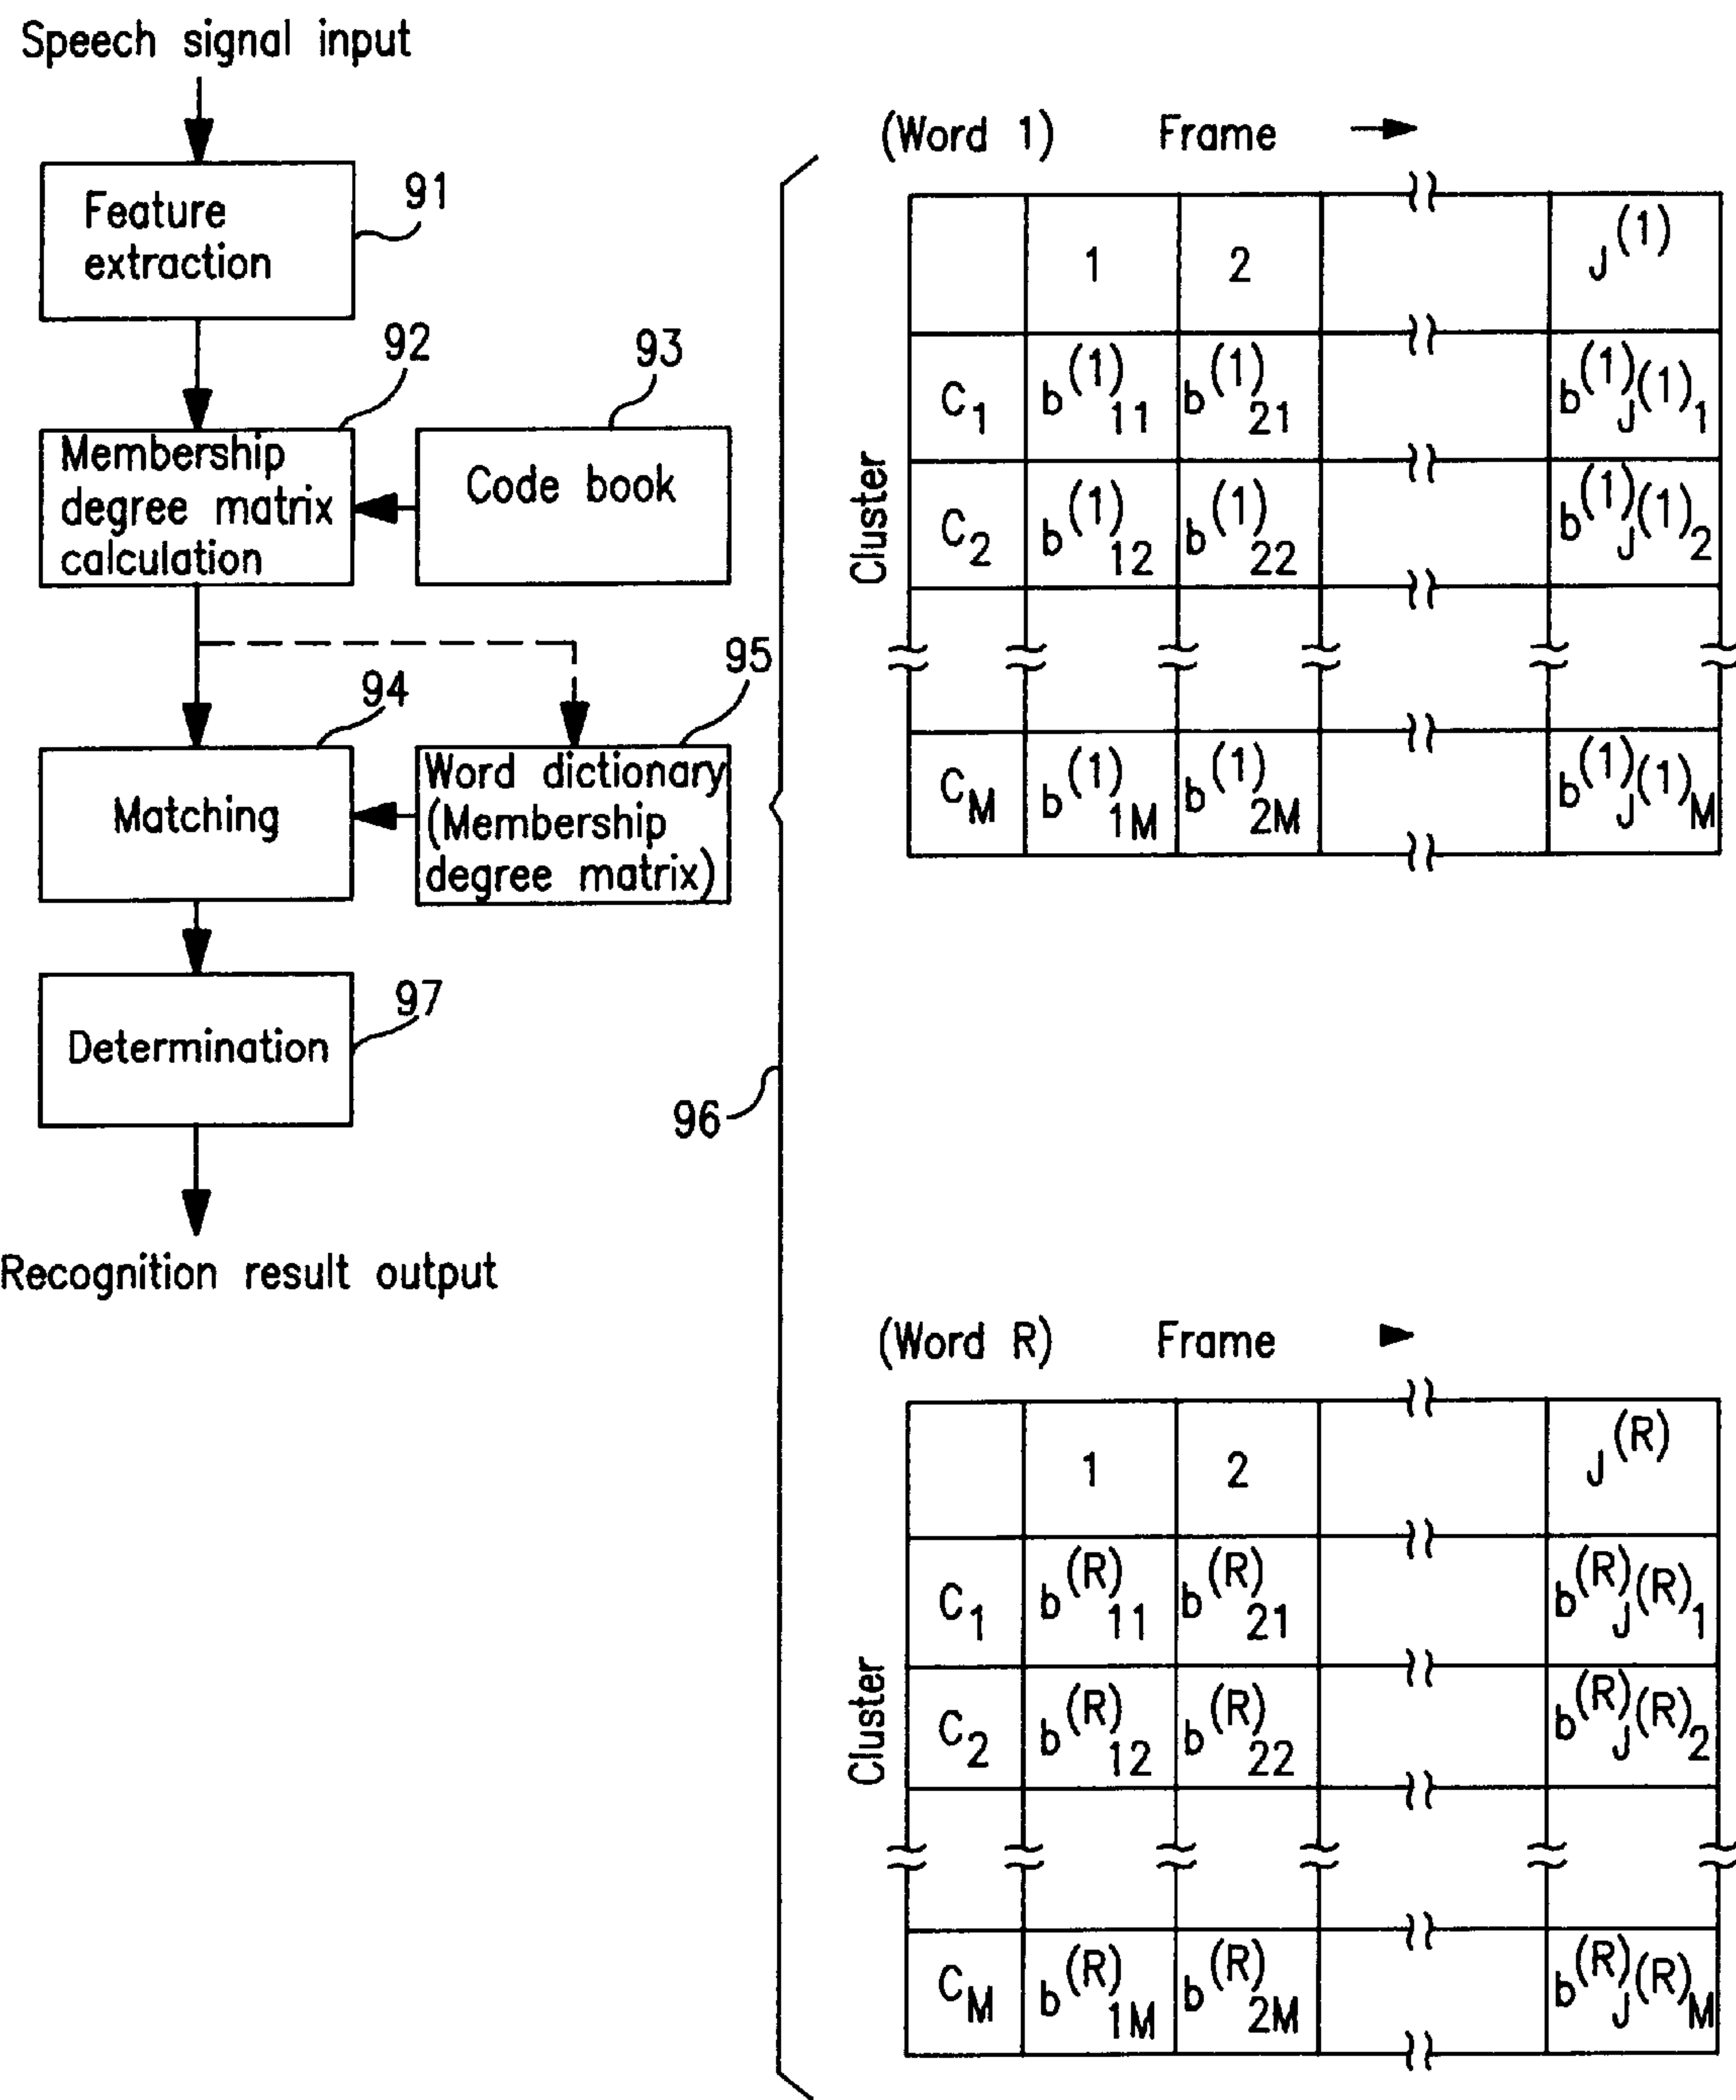 Speech signal input
Feature
extraction
91
Membership
degree matrix
calculation
92
Code book
93
Matching
94
Word dictionary
(Membership
degree matrix)
95
Determination
97
Recognition result output
96
(Word 1) Frame
1 2 J(1)
Cluster
C1 b(1)11 b(1)21 b(1)J(1)1
C2 b(1)12 b(1)22 b(1)J(1)2
CM b(1)1M b(1)2M b(1)J(1)M
(Word R) Frame
1 2 J(R)
Cluster
C1 b(R)11 b(R)21 b(R)J(R)1
C2 b(R)12 b(R)22 b(R)J(R)2
CM b(R)1M b(R)2M b(R)J(R)M